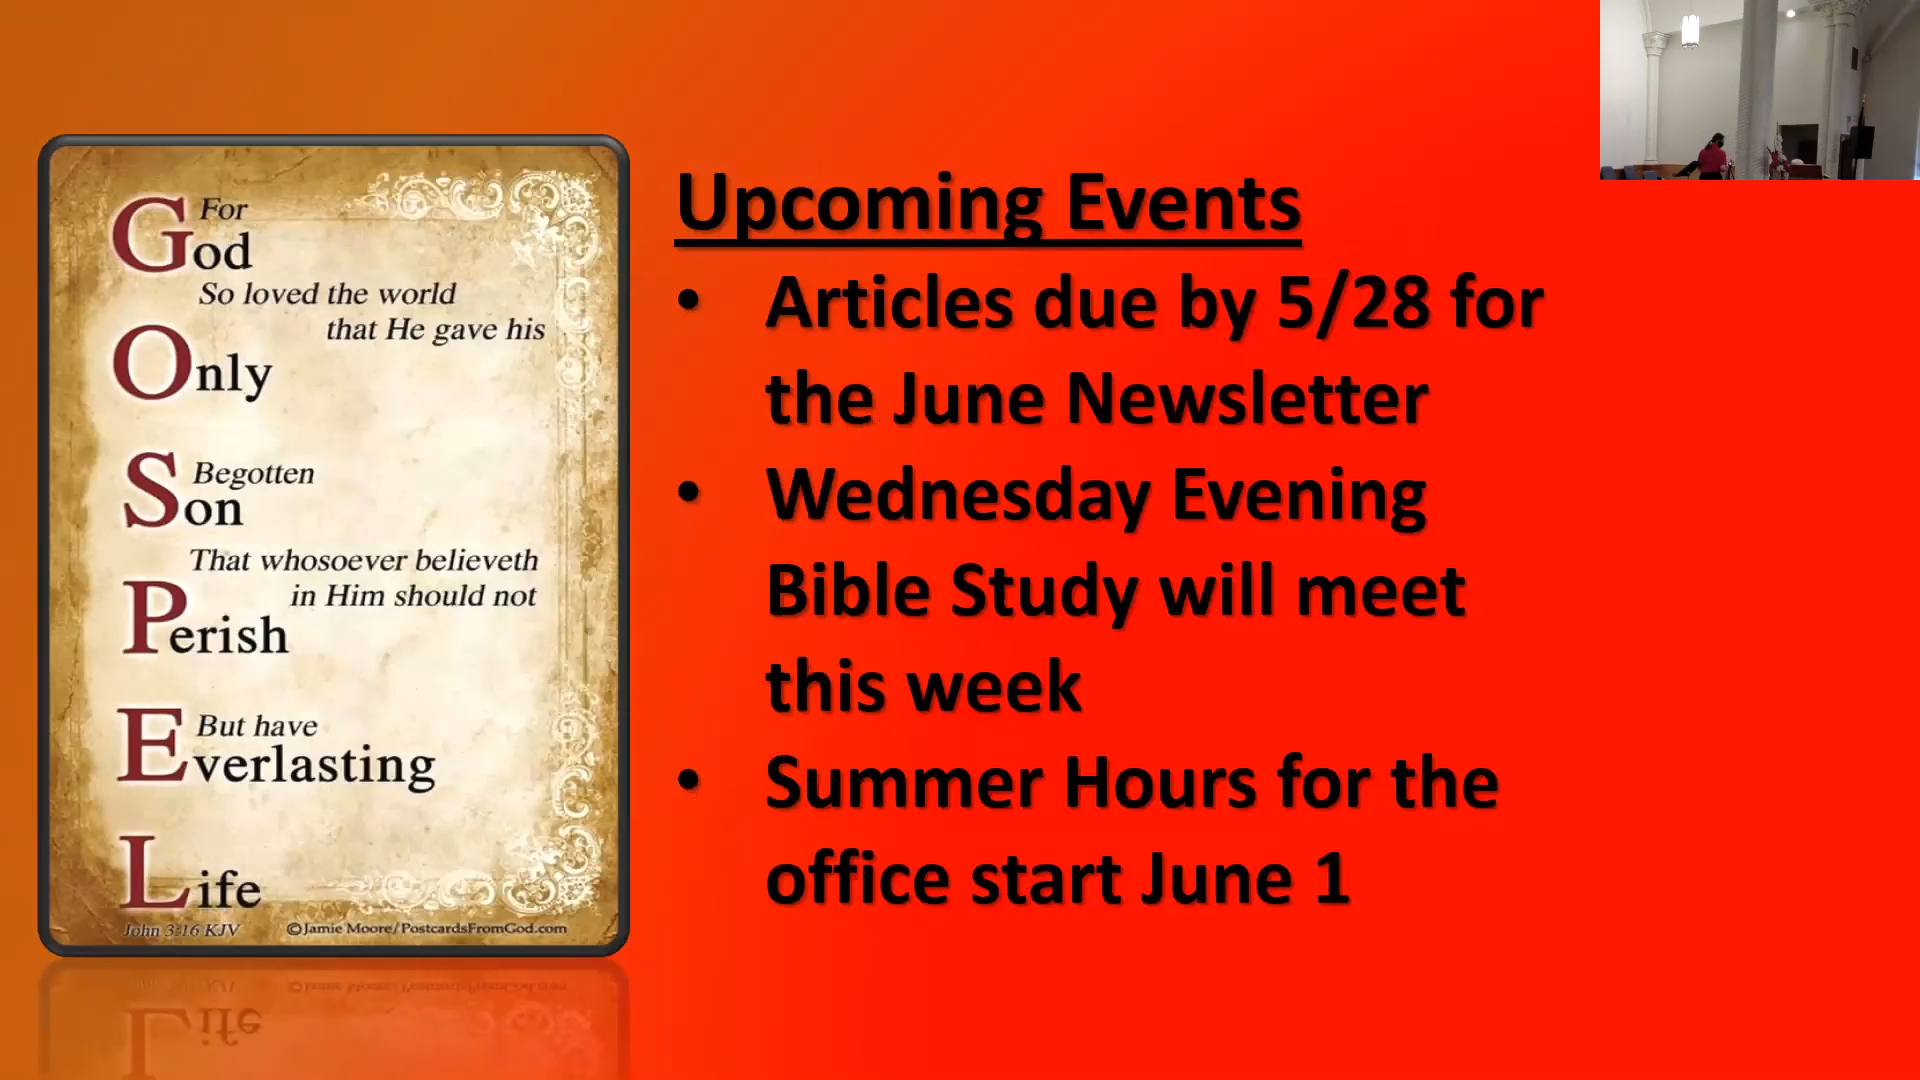 For
God
So loved the world
that He gave his
Only
Begotten
Son
That whosoever believeth
in Him should not
Perish
But have
Everlasting
Life
John 3:16 KJV ©Jamie Moore/PostcardsFromGod.com
Upcoming Events
• Articles due by 5/28 for
the June Newsletter
• Wednesday Evening
Bible Study will meet
this week
• Summer Hours for the
office start June 1